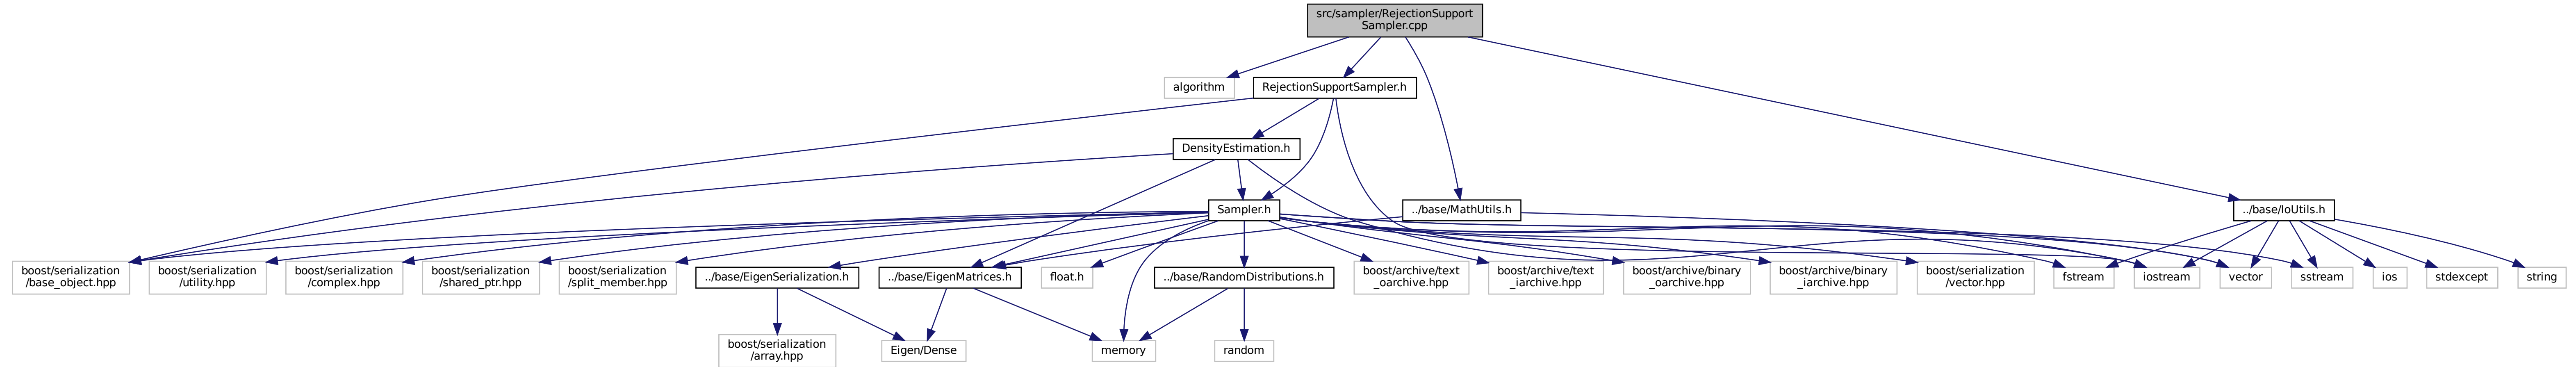 src/sampler/RejectionSupport
Sampler.cpp
algorithm
RejectionSupportSampler.h
DensityEstimation.h
Sampler.h
../base/MathUtils.h
../base/IoUtils.h
boost/serialization
/base_object.hpp
boost/serialization
/utility.hpp
boost/serialization
/complex.hpp
boost/serialization
/shared_ptr.hpp
boost/serialization
/split_member.hpp
../base/EigenSerialization.h
../base/EigenMatrices.h
float.h
../base/RandomDistributions.h
boost/archive/text
_oarchive.hpp
boost/archive/text
_iarchive.hpp
boost/archive/binary
_oarchive.hpp
boost/archive/binary
_iarchive.hpp
boost/serialization
/vector.hpp
fstream
iostream
vector
sstream
ios
stdexcept
string
boost/serialization
/array.hpp
Eigen/Dense
memory
random